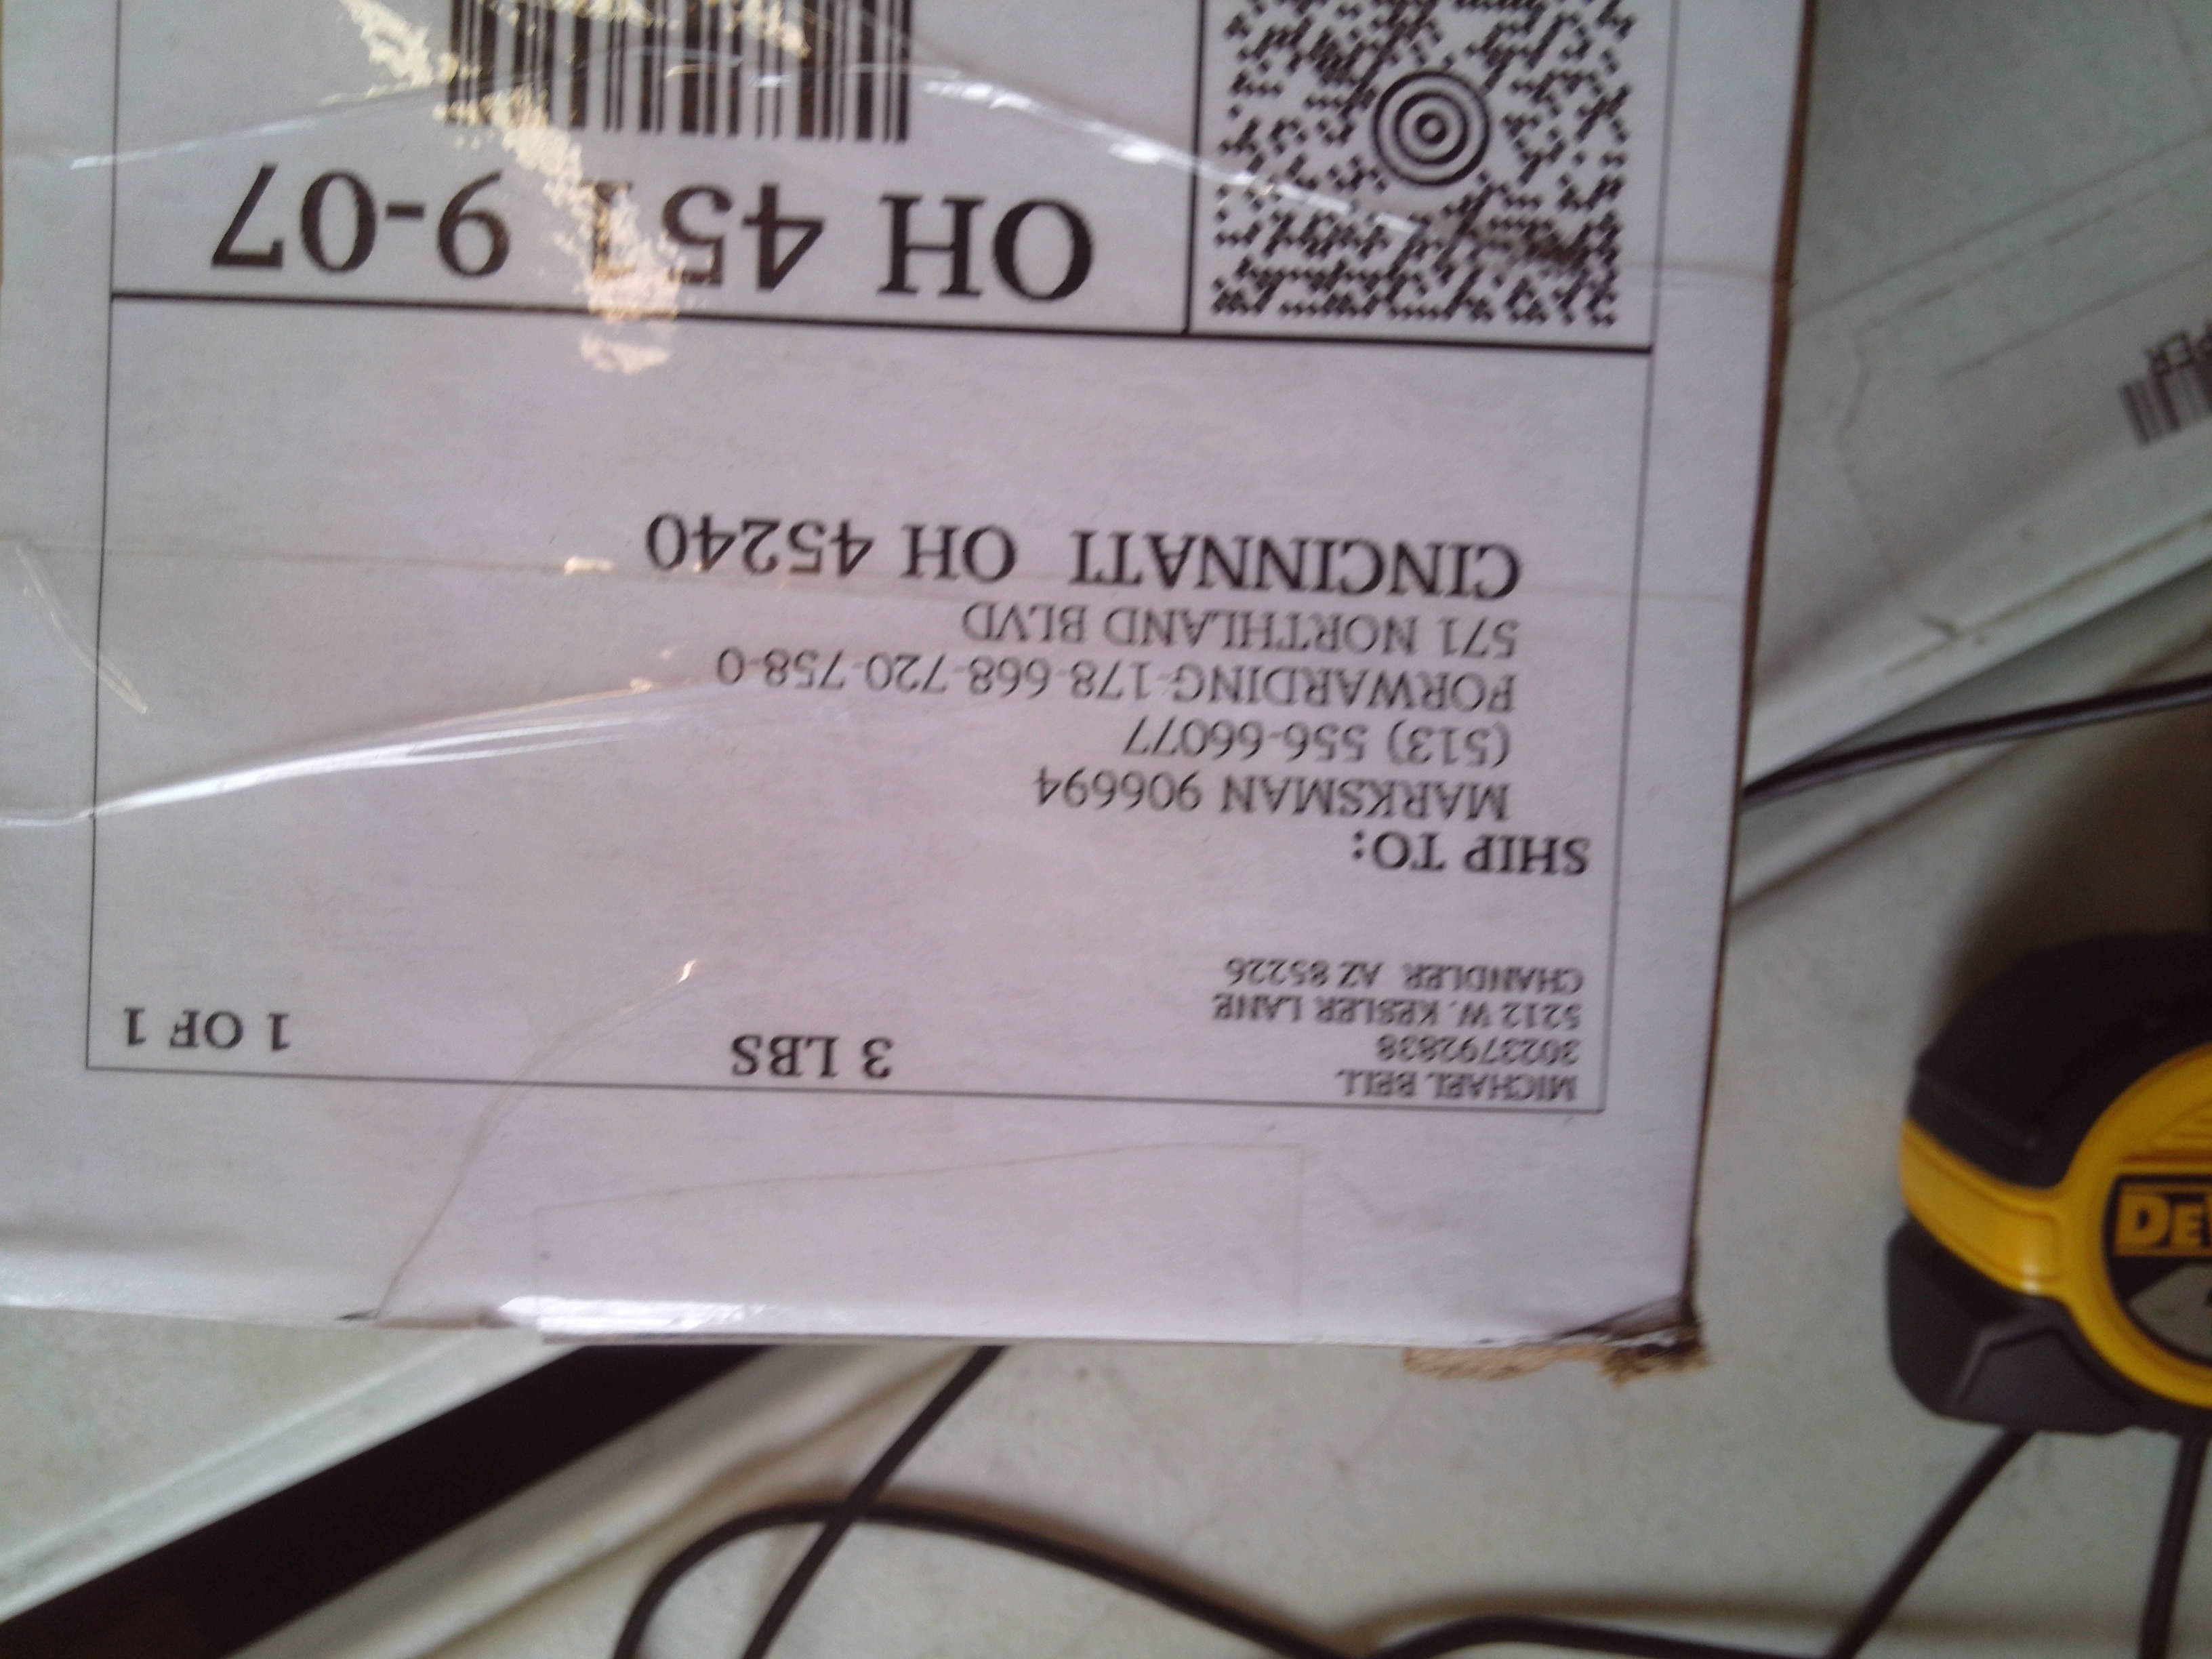 MICHAEL BELL
3023792838
5212 W. KESLER LANE
CHANDLER AZ 85226
3 LBS
1 OF 1
SHIP TO:
MARKSMAN 906694
(513) 556-66077
FORWARDING-178-668-720-758-0
571 NORTHLAND BLVD
CINCINNATI OH 45240
OH 451 9-07